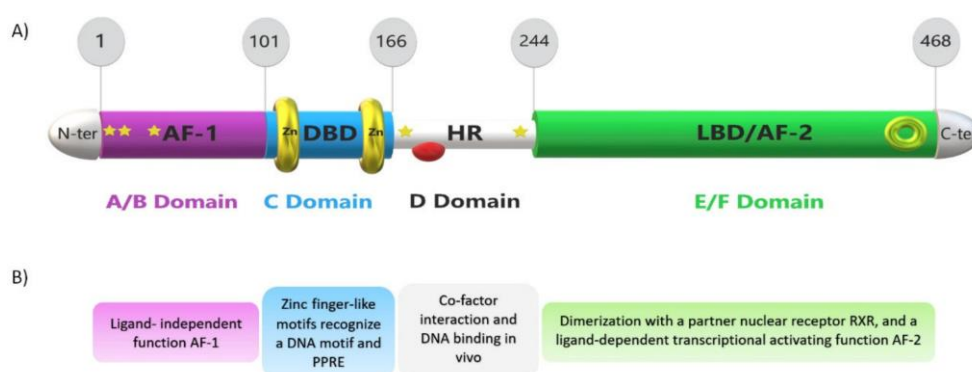 A)
1
101
166
244
468
N-ter
AF-1
Zn
DBD
Zn
HR
LBD/AF-2
C-te
A/B Domain
C Domain
D Domain
E/F Domain
B)
Ligand- independent
function AF-1
Zinc finger-like
motifs recognize
a DNA motif and
PPRE
Co-factor
interaction and
DNA binding in
vivo
Dimerization with a partner nuclear receptor RXR, and a
ligand-dependent transcriptional activating function AF-2